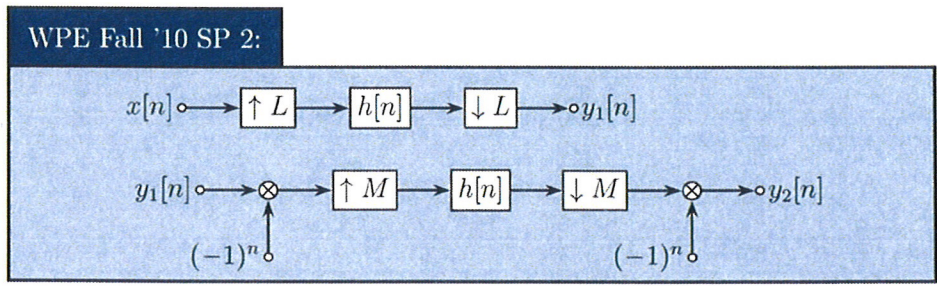 WPE Fall '10 SP 2:
x[n] ↑ L h[n] ↓ L y₁[n]
y₁[n] ⊗ ↑ M h[n] ↓ M ⊗ y₂[n]
(−1)ⁿ (−1)ⁿ